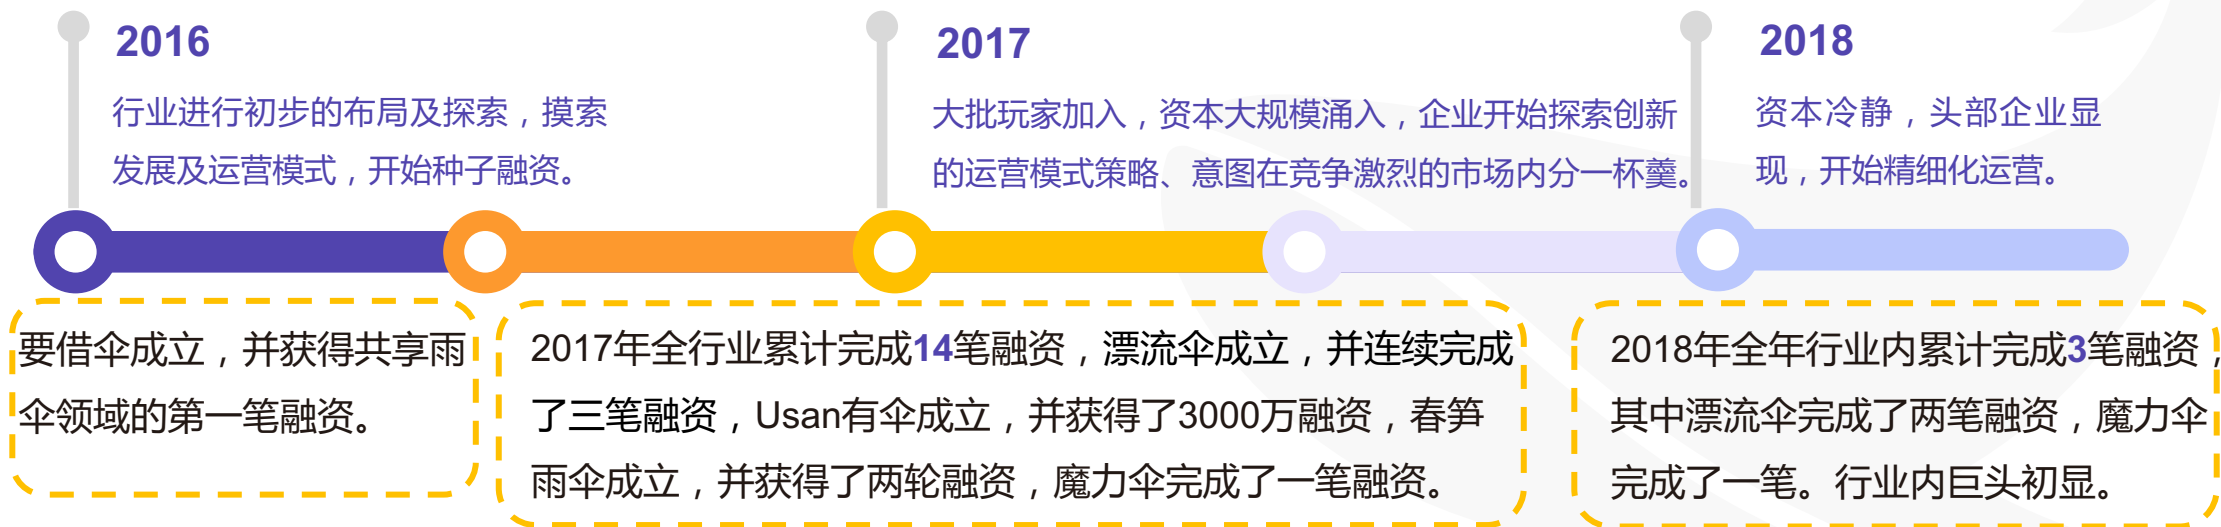 2016
行业进行初步的布局及探索，摸索
发展及运营模式，开始种子融资。
2017
大批玩家加入，资本大规模涌入，企业开始探索创新
的运营模式策略、意图在竞争激烈的市场内分一杯羹。
2018
资本冷静，头部企业显
现，开始精细化运营。
要借伞成立，并获得共享雨
伞领域的第一笔融资。
2017年全行业累计完成14笔融资，漂流伞成立，并连续完成
了三笔融资，Usan有伞成立，并获得了3000万融资，春笋
雨伞成立，并获得了两轮融资，魔力伞完成了一笔融资。
2018年全年行业内累计完成3笔融资，
其中漂流伞完成了两笔融资，魔力伞
完成了一笔。行业内巨头初显。